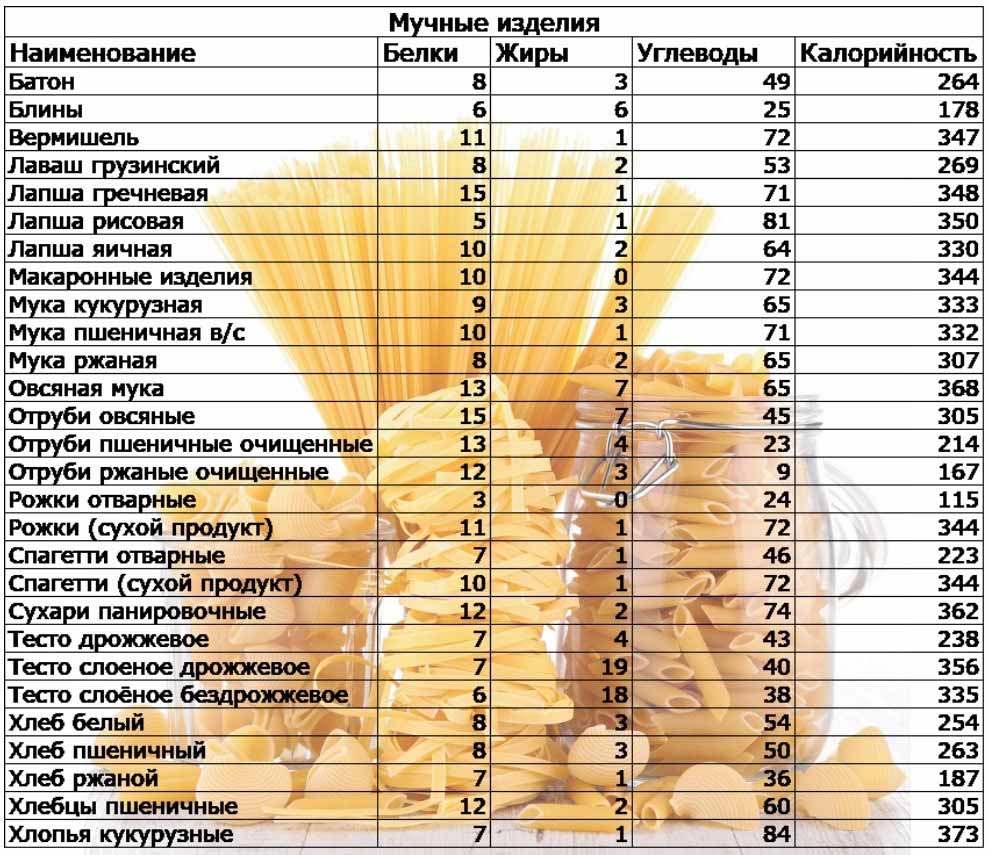 Мучные изделия
Наименование Белки Жиры Углеводы Калорийность
Батон 8 3 49 264
Блины 6 6 25 178
Вермишель 11 1 72 347
Лаваш грузинский 8 2 53 269
Лапша гречневая 15 1 71 348
Лапша рисовая 5 1 81 350
Лапша яичная 10 2 64 330
Макаронные изделия 10 0 72 344
Мука кукурузная 9 3 65 333
Мука пшеничная в/с 10 1 71 332
Мука ржаная 8 2 65 307
Овсяная мука 13 7 65 368
Отруби овсяные 15 7 45 305
Отруби пшеничные очищенные 13 4 23 214
Отруби ржаные очищенные 12 3 9 167
Рожки отварные 3 0 24 115
Рожки (сухой продукт) 11 1 72 344
Спагетти отварные 7 1 46 223
Спагетти (сухой продукт) 10 1 72 344
Сухари панировочные 12 2 74 362
Тесто дрожжевое 7 4 43 238
Тесто слоеное дрожжевое 7 19 40 356
Тесто слоёное бездрожжевое 6 18 38 335
Хлеб белый 8 3 54 254
Хлеб пшеничный 8 3 50 263
Хлеб ржаной 7 1 36 187
Хлебцы пшеничные 12 2 60 305
Хлопья кукурузные 7 1 84 373